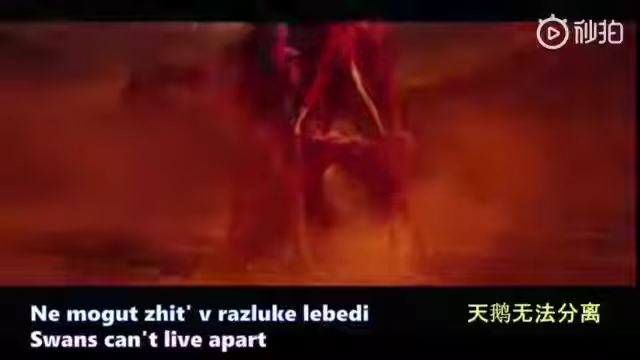 秒拍
Ne mogut zhit' v razluke lebedi
Swans can't live apart
天鹅无法分离